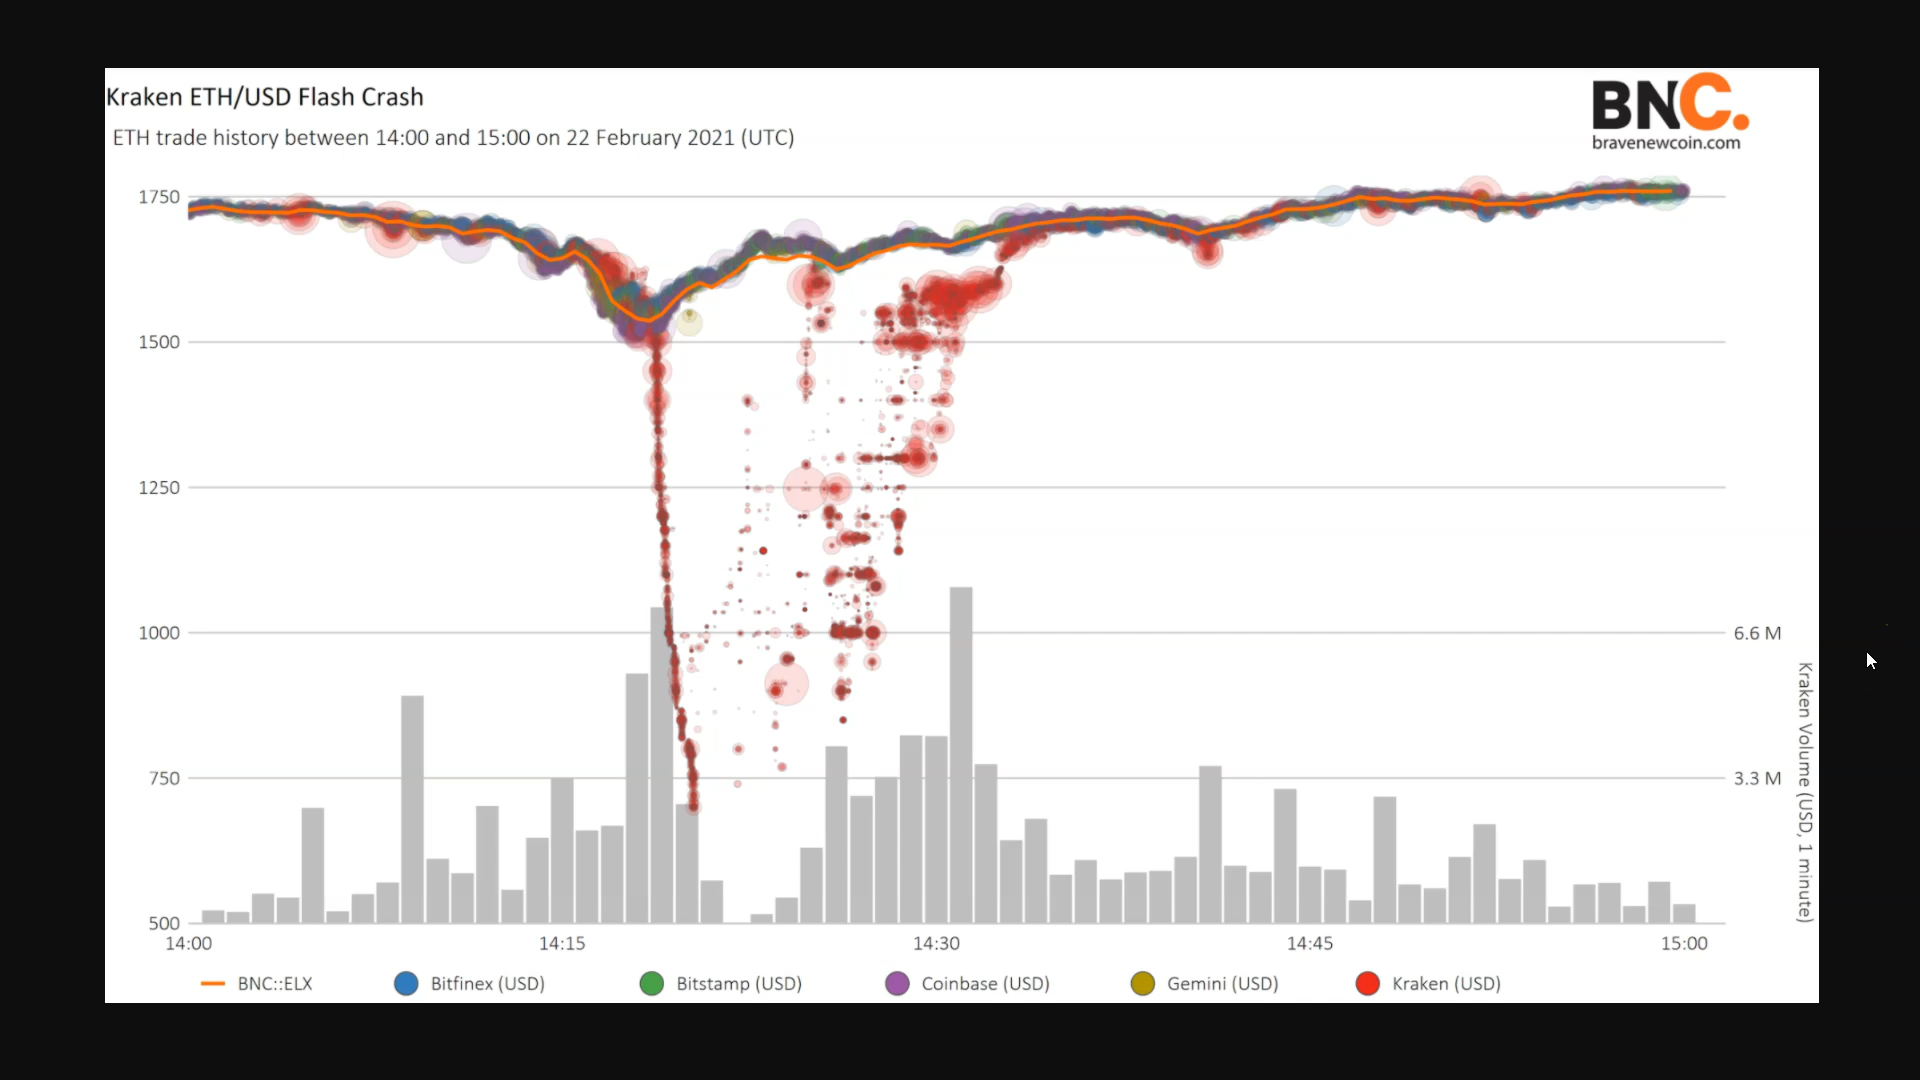 Kraken ETH/USD Flash Crash
BNC.
ETH trade history between 14:00 and 15:00 on 22 February 2021 (UTC)
bravenewcoin.com
1750
1500
1250
1000
6.6 M
750
3.3 M
500
Kraken Volume (USD, 1 minute)
14:00 14:15 14:30 14:45 15:00
BNC::ELX Bitfinex (USD) Bitstamp (USD) Coinbase (USD) Gemini (USD) Kraken (USD)